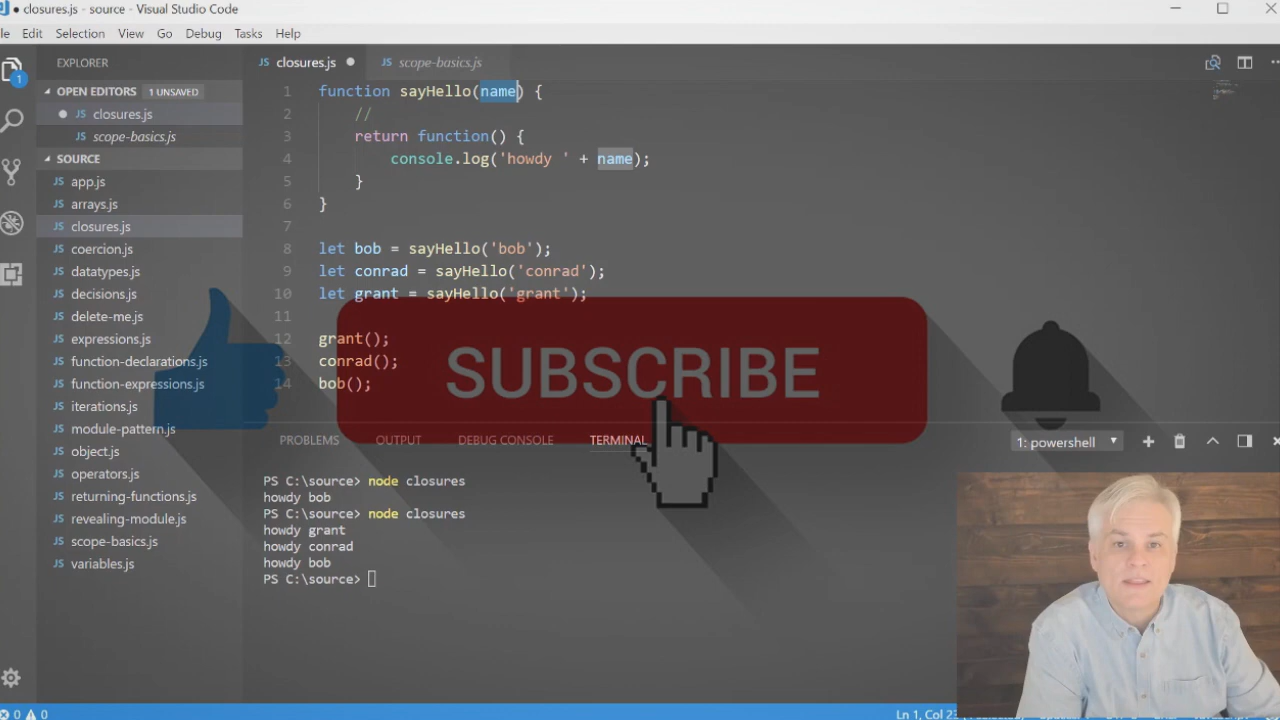 closures.js - source - Visual Studio Code
Edit Selection View Go Debug Tasks Help
EXPLORER
OPEN EDITORS 1 UNSAVED
closures.js
scope-basics.js
SOURCE
app.js
arrays.js
closures.js
coercion.js
datatypes.js
decisions.js
delete-me.js
expressions.js
function-declarations.js
function-expressions.js
iterations.js
module-pattern.js
object.js
operators.js
returning-functions.js
revealing-module.js
scope-basics.js
variables.js
closures.js scope-basics.js
1 function sayHello(name) {
2 //
3 return function() {
4 console.log('howdy ' + name);
5 }
6 }
7
8 let bob = sayHello('bob');
9 let conrad = sayHello('conrad');
10 let grant = sayHello('grant');
11
12 grant();
13 conrad();
14 bob();
SUBSCRIBE
PROBLEMS OUTPUT DEBUG CONSOLE TERMINAL 1: powershell
PS C:\source> node closures
howdy bob
PS C:\source> node closures
howdy grant
howdy conrad
howdy bob
PS C:\source>
0 0 Ln 1, Col 23